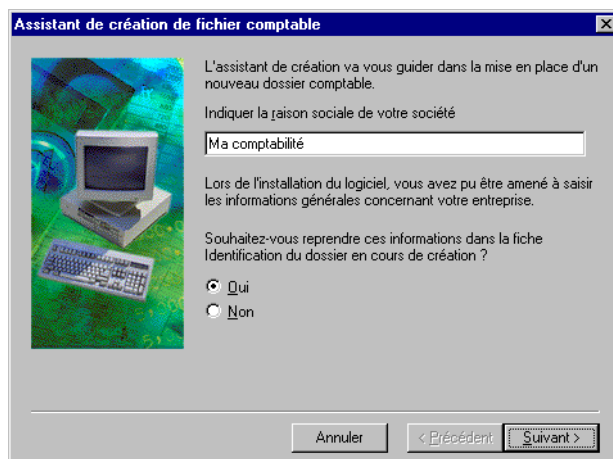 Assistant de création de fichier comptable
L'assistant de création va vous guider dans la mise en place d'un
nouveau dossier comptable.
Indiquer la raison sociale de votre société
Ma comptabilité
Lors de l'installation du logiciel, vous avez pu être amené à saisir
les informations générales concernant votre entreprise.
Souhaitez-vous reprendre ces informations dans la fiche
Identification du dossier en cours de création ?
Oui
Non
Annuler
< Précédent
Suivant >